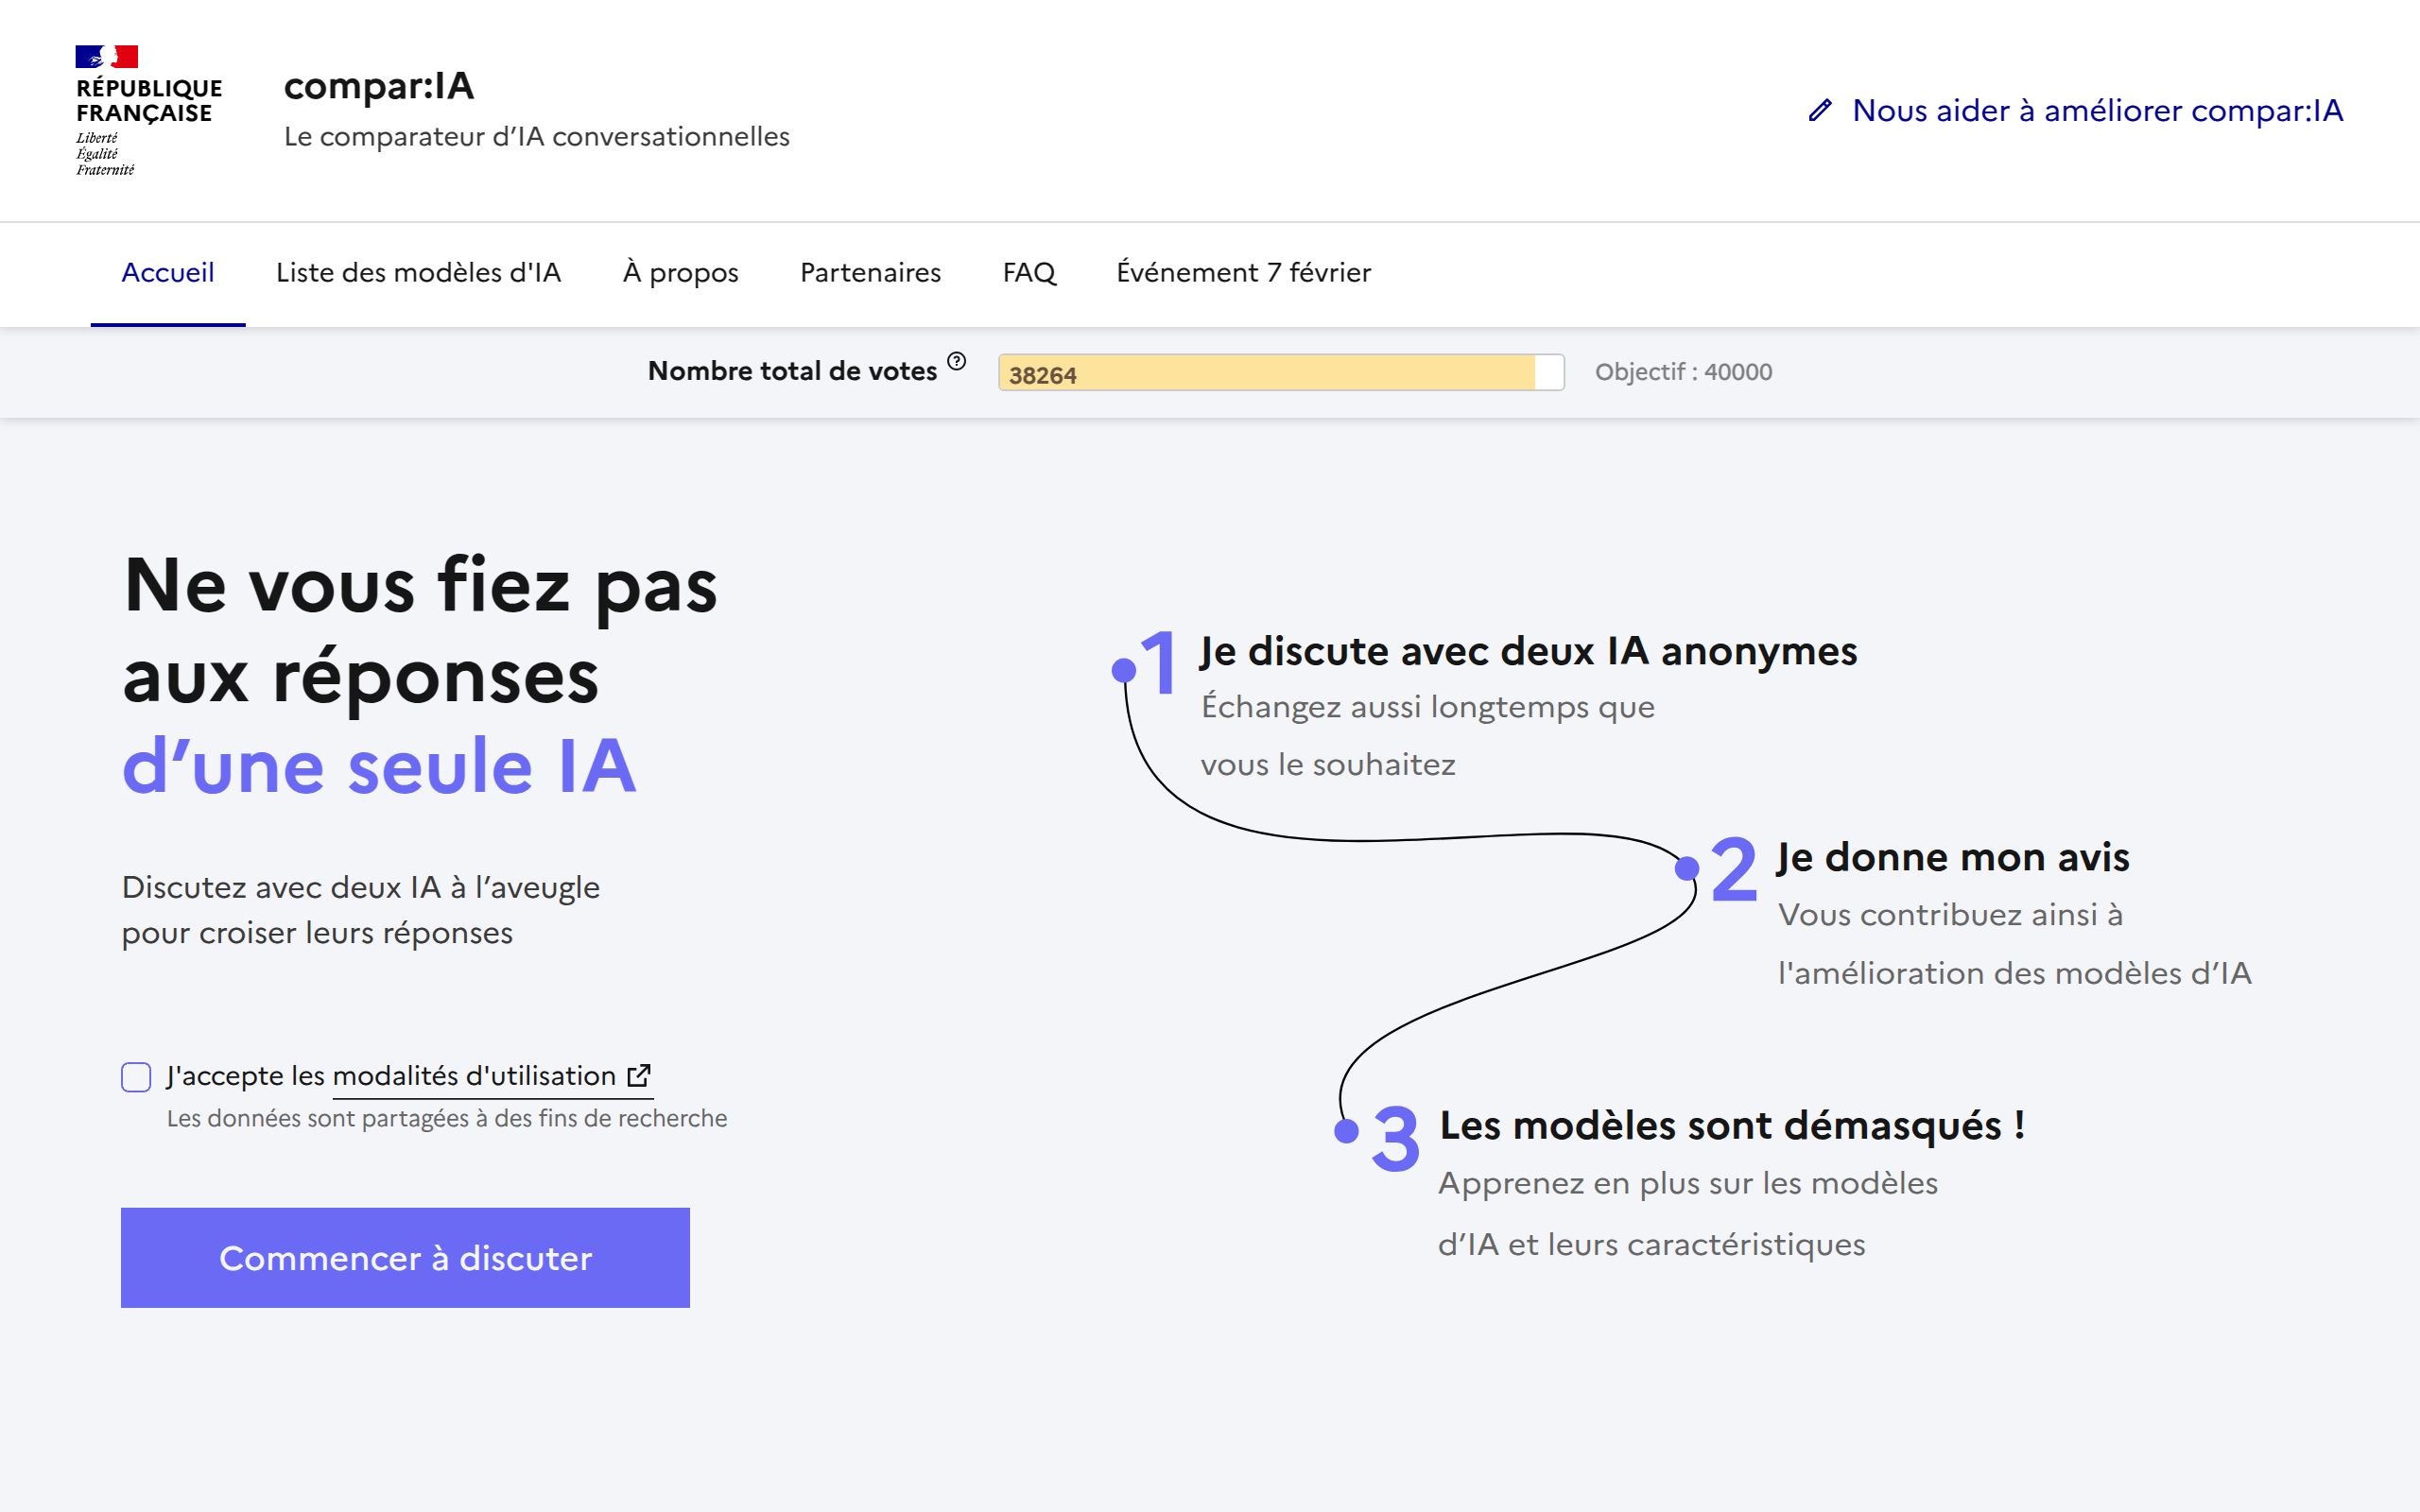 RÉPUBLIQUE
FRANÇAISE
Liberté
Égalité
Fraternité
compar:IA
Le comparateur d’IA conversationnelles
Nous aider à améliorer compar:IA
Accueil
Liste des modèles d'IA
À propos
Partenaires
FAQ
Événement 7 février
Nombre total de votes
38264
Objectif : 40000
Ne vous fiez pas
aux réponses
d’une seule IA
Discutez avec deux IA à l’aveugle
pour croiser leurs réponses
J'accepte les modalités d'utilisation
Les données sont partagées à des fins de recherche
Commencer à discuter
1 Je discute avec deux IA anonymes
Échangez aussi longtemps que
vous le souhaitez
2 Je donne mon avis
Vous contribuez ainsi à
l'amélioration des modèles d’IA
3 Les modèles sont démasqués !
Apprenez en plus sur les modèles
d’IA et leurs caractéristiques